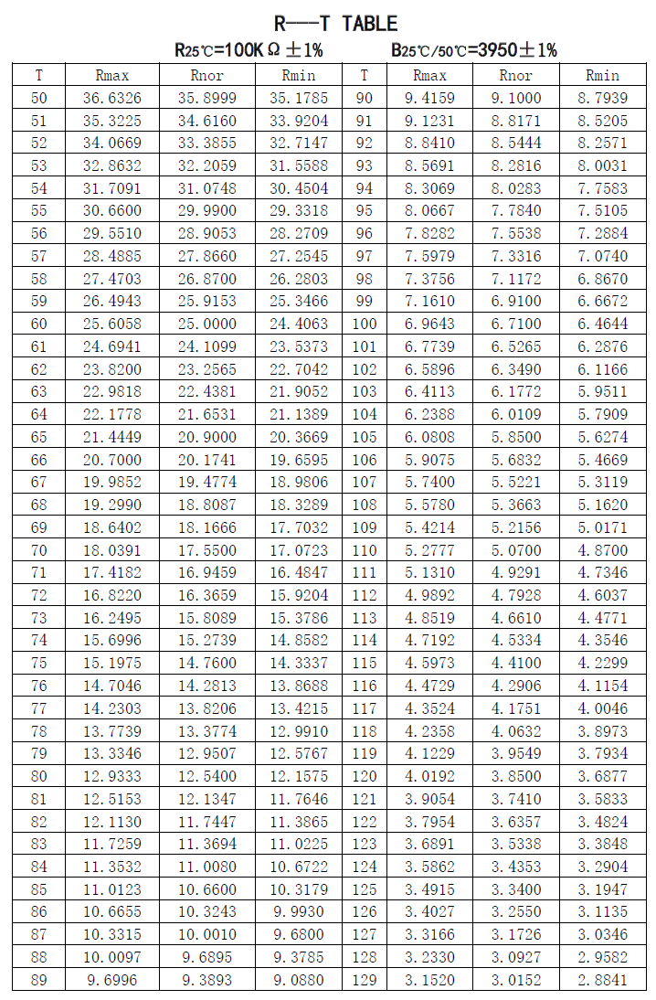 R———T TABLE
R25℃=100KΩ±1% B25℃/50℃=3950±1%
T Rmax Rnor Rmin T Rmax Rnor Rmin
50 36.6326 35.8999 35.1785 90 9.4159 9.1000 8.7939
51 35.3225 34.6160 33.9204 91 9.1231 8.8171 8.5205
52 34.0669 33.3855 32.7147 92 8.8410 8.5444 8.2571
53 32.8632 32.2059 31.5588 93 8.5691 8.2816 8.0031
54 31.7091 31.0748 30.4504 94 8.3069 8.0283 7.7583
55 30.6600 29.9900 29.3318 95 8.0667 7.7840 7.5105
56 29.5510 28.9053 28.2709 96 7.8282 7.5538 7.2884
57 28.4885 27.8660 27.2545 97 7.5979 7.3316 7.0740
58 27.4703 26.8700 26.2803 98 7.3756 7.1172 6.8670
59 26.4943 25.9153 25.3466 99 7.1610 6.9100 6.6672
60 25.6058 25.0000 24.4063 100 6.9643 6.7100 6.4644
61 24.6941 24.1099 23.5373 101 6.7739 6.5265 6.2876
62 23.8200 23.2565 22.7042 102 6.5896 6.3490 6.1166
63 22.9818 22.4381 21.9052 103 6.4113 6.1772 5.9511
64 22.1778 21.6531 21.1389 104 6.2388 6.0109 5.7909
65 21.4449 20.9000 20.3669 105 6.0808 5.8500 5.6274
66 20.7000 20.1741 19.6595 106 5.9075 5.6832 5.4669
67 19.9852 19.4774 18.9806 107 5.7400 5.5221 5.3119
68 19.2990 18.8087 18.3289 108 5.5780 5.3663 5.1620
69 18.6402 18.1666 17.7032 109 5.4214 5.2156 5.0171
70 18.0391 17.5500 17.0723 110 5.2777 5.0700 4.8700
71 17.4182 16.9459 16.4847 111 5.1310 4.9291 4.7346
72 16.8220 16.3659 15.9204 112 4.9892 4.7928 4.6037
73 16.2495 15.8089 15.3786 113 4.8519 4.6610 4.4771
74 15.6996 15.2739 14.8582 114 4.7192 4.5334 4.3546
75 15.1975 14.7600 14.3337 115 4.5973 4.4100 4.2299
76 14.7046 14.2813 13.8688 116 4.4729 4.2906 4.1154
77 14.2303 13.8206 13.4215 117 4.3524 4.1751 4.0046
78 13.7739 13.3774 12.9910 118 4.2358 4.0632 3.8973
79 13.3346 12.9507 12.5767 119 4.1229 3.9549 3.7934
80 12.9333 12.5400 12.1575 120 4.0192 3.8500 3.6877
81 12.5153 12.1347 11.7646 121 3.9054 3.7410 3.5833
82 12.1130 11.7447 11.3865 122 3.7954 3.6357 3.4824
83 11.7259 11.3694 11.0225 123 3.6891 3.5338 3.3848
84 11.3532 11.0080 10.6722 124 3.5862 3.4353 3.2904
85 11.0123 10.6600 10.3179 125 3.4915 3.3400 3.1947
86 10.6655 10.3243 9.9930 126 3.4027 3.2550 3.1135
87 10.3315 10.0010 9.6800 127 3.3166 3.1726 3.0346
88 10.0097 9.6895 9.3785 128 3.2330 3.0927 2.9582
89 9.6996 9.3893 9.0880 129 3.1520 3.0152 2.8841